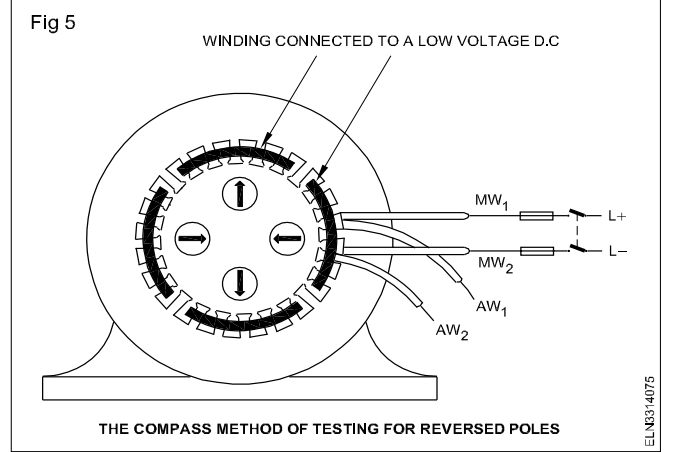 Fig 5
WINDING CONNECTED TO A LOW VOLTAGE D.C
MW1
L+
MW2
L–
AW1
AW2
THE COMPASS METHOD OF TESTING FOR REVERSED POLES
ELN3314075